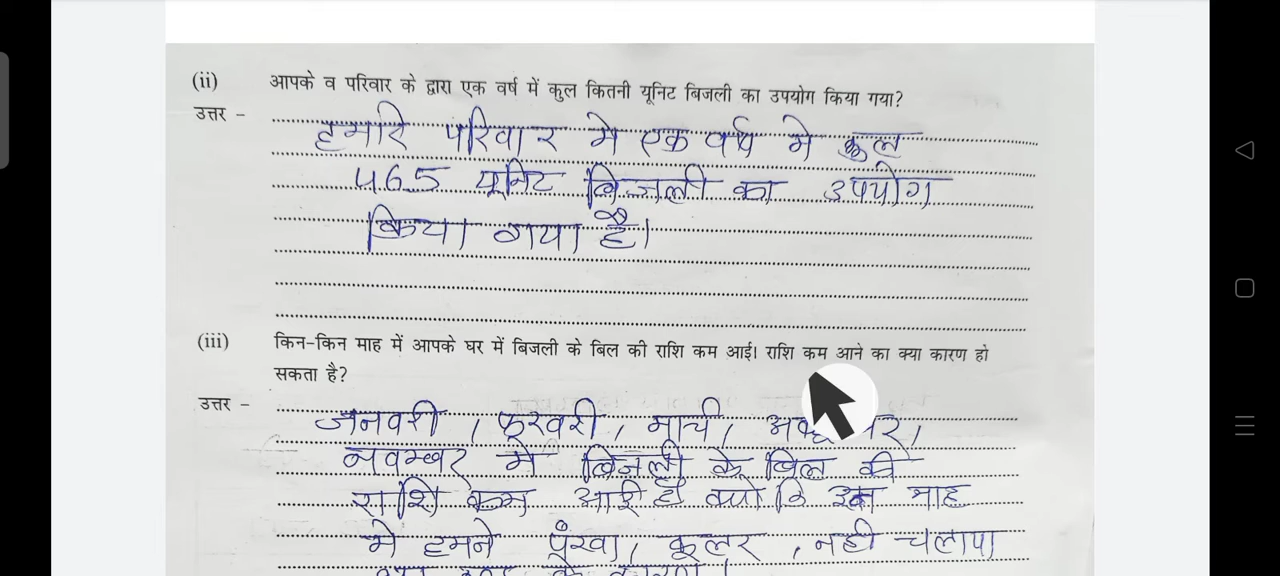 (ii) आपके व परिवार के द्वारा एक वर्ष में कुल कितनी यूनिट बिजली का उपयोग किया गया?
उत्तर -
हमारि परिवार मे एक वर्ष मे कुल
465 यूनिट बिजली का उपयोग
किया गया है।
(iii) किन-किन माह में आपके घर में बिजली के बिल की राशि कम आई। राशि कम आने का क्या कारण हो
सकता है?
उत्तर -
जनवरी, फरवरी, मार्च,
नवम्बर मे बिजली के बिल की
राशि कम आई है क्यो कि इन माह
मे हमने पंखा, कूलर, नही चलाया